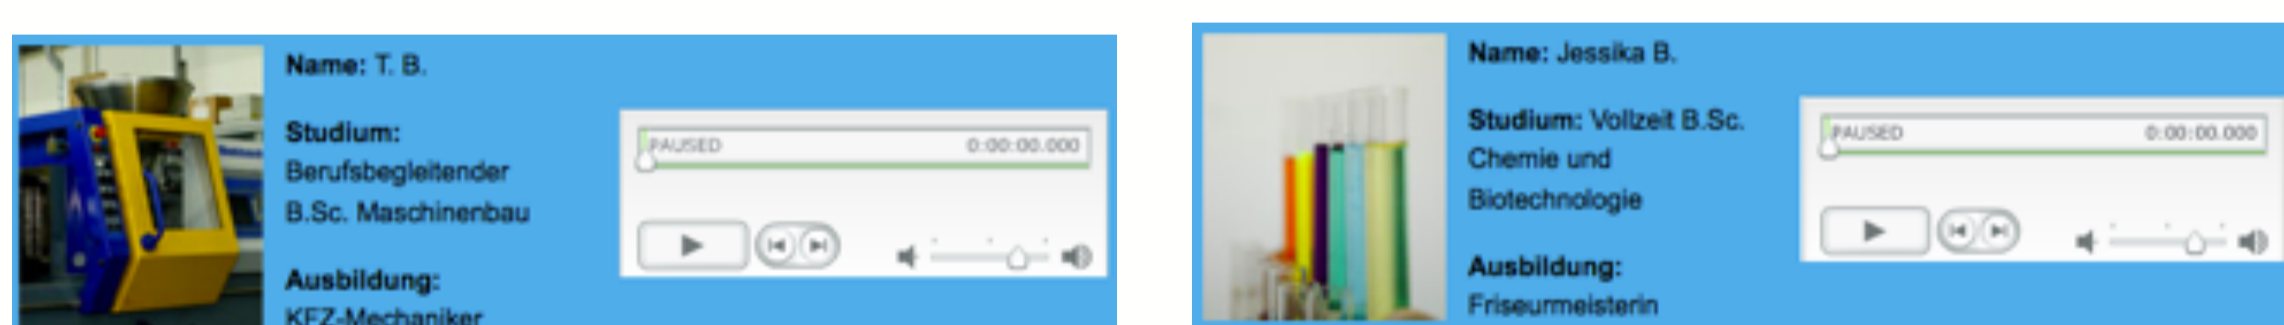 Name: T. B.
Studium:
Berufsbegleitender
B.Sc. Maschinenbau
Ausbildung:
KFZ-Mechaniker
PAUSED 0:00:00.000
Name: Jessika B.
Studium: Vollzeit B.Sc.
Chemie und
Biotechnologie
Ausbildung:
Friseurmeisterin
PAUSED 0:00:00.000